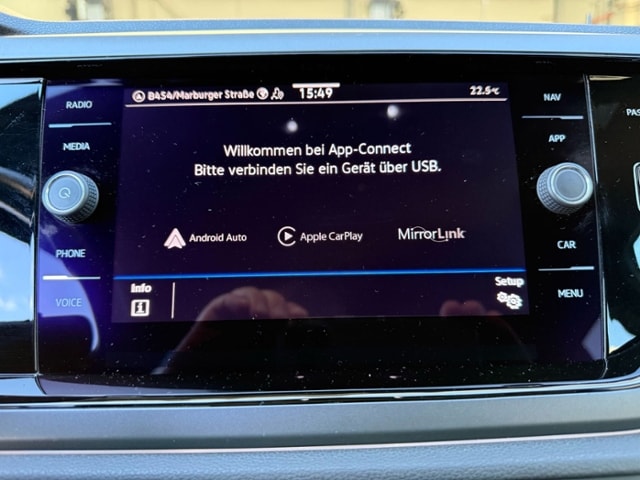 RADIO
B454/Marburger Straße
15:49
22.5°C
NAV
MEDIA
APP
PAS
Willkommen bei App-Connect
Bitte verbinden Sie ein Gerät über USB.
Android Auto
Apple CarPlay
MirrorLink
PHONE
CAR
Info
Setup
VOICE
MENU